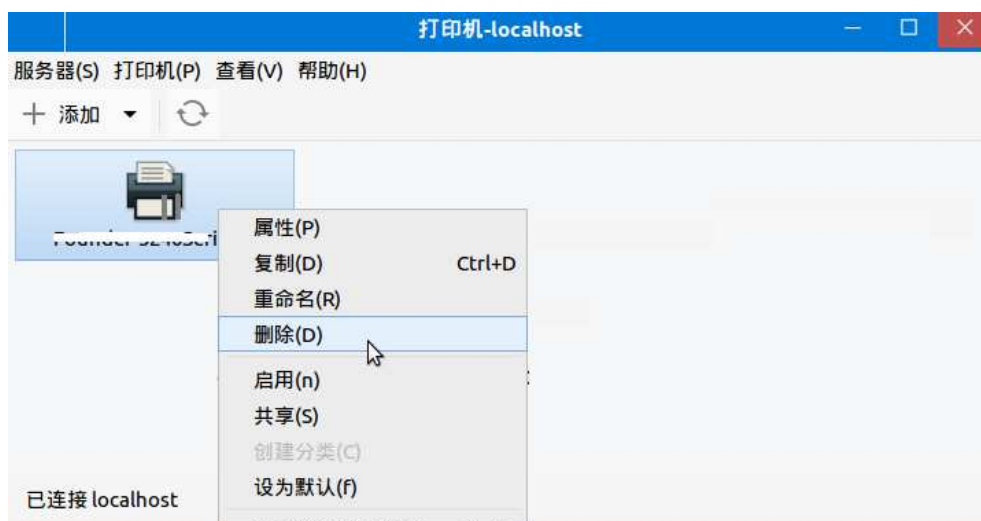 打印机-localhost
服务器(S) 打印机(P) 查看(V) 帮助(H)
添加
属性(P)
复制(D) Ctrl+D
重命名(R)
删除(D)
启用(n)
共享(S)
创建分类(C)
设为默认(f)
已连接 localhost